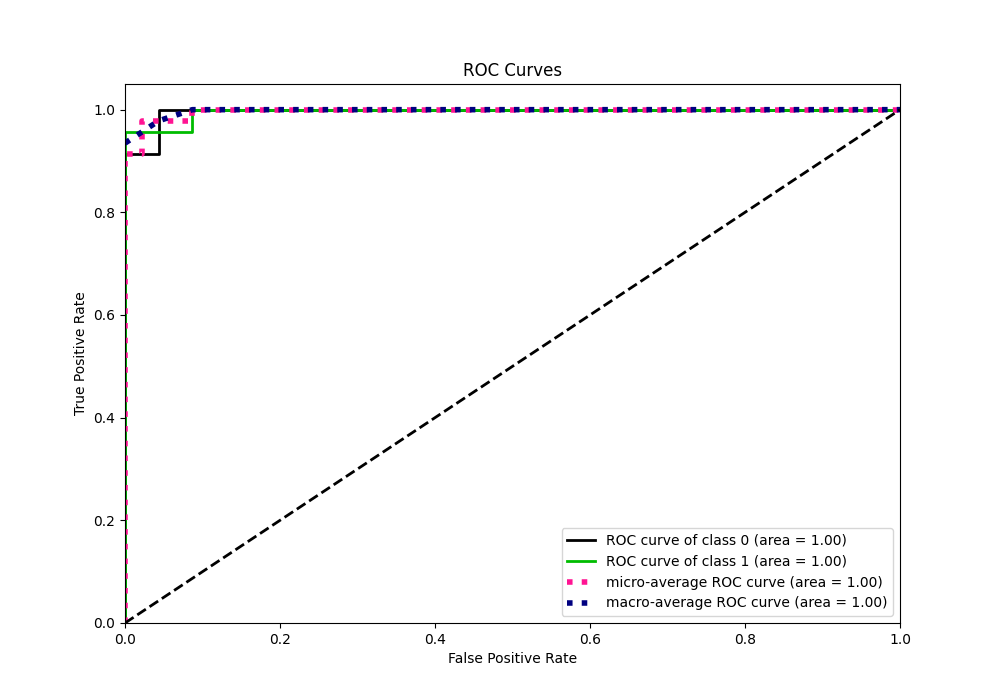 ROC Curves
1.0
0.8
0.6
0.4
0.2
0.0
True Positive Rate
0.0 0.2 0.4 0.6 0.8 1.0
False Positive Rate
ROC curve of class 0 (area = 1.00)
ROC curve of class 1 (area = 1.00)
micro-average ROC curve (area = 1.00)
macro-average ROC curve (area = 1.00)